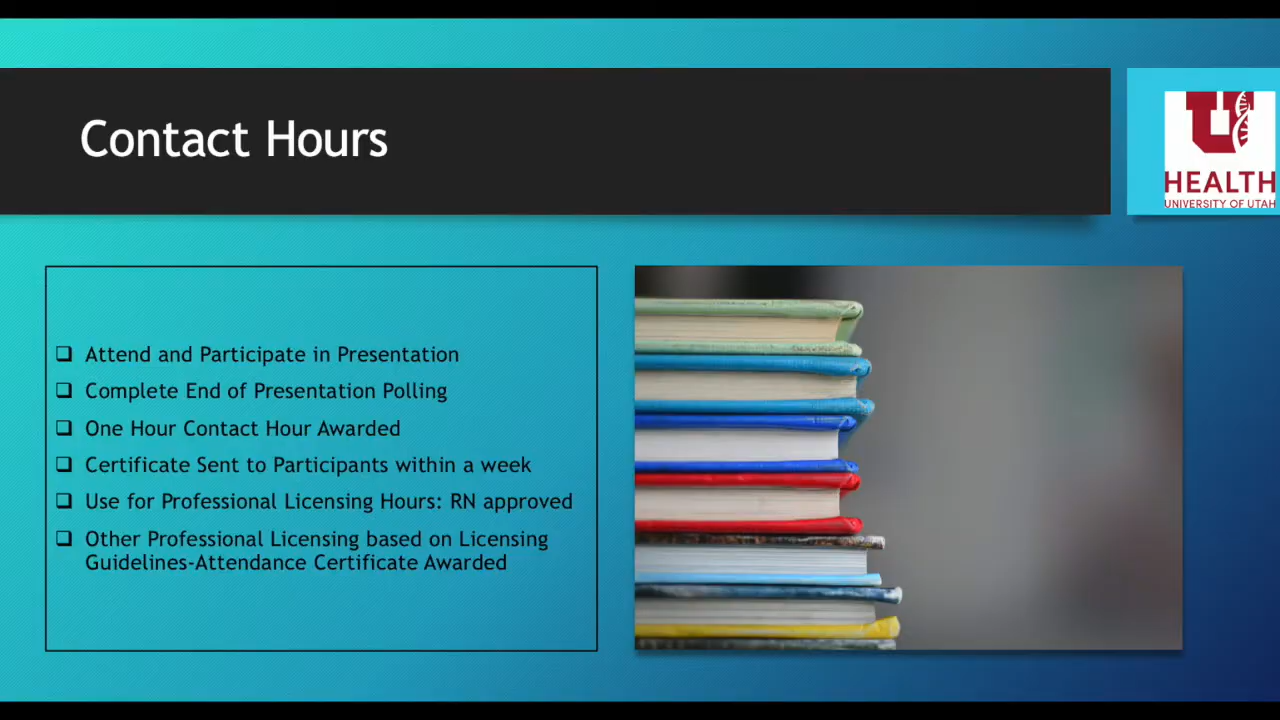 Contact Hours
U
HEALTH
UNIVERSITY OF UTAH
Attend and Participate in Presentation
Complete End of Presentation Polling
One Hour Contact Hour Awarded
Certificate Sent to Participants within a week
Use for Professional Licensing Hours: RN approved
Other Professional Licensing based on Licensing
Guidelines-Attendance Certificate Awarded